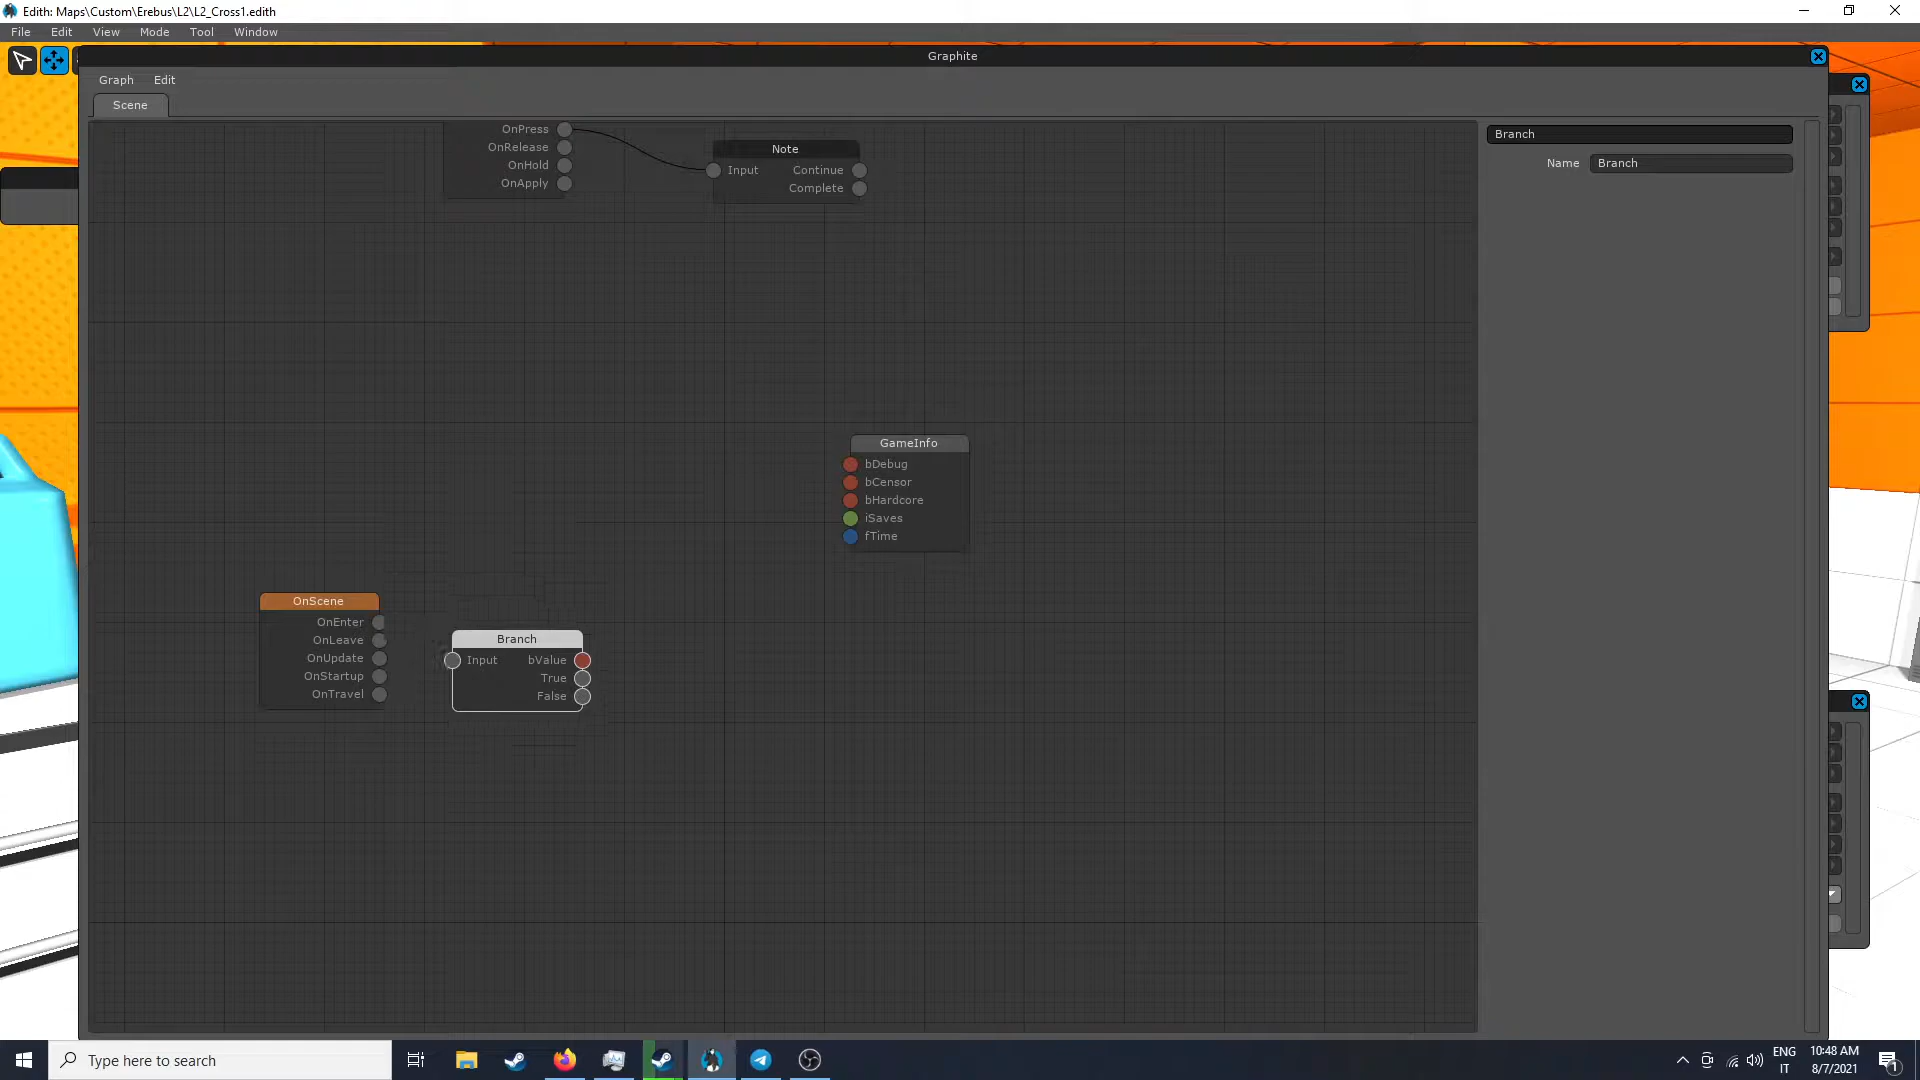 Edith: Maps\Custom\Erebus\L2\L2_Cross1.edith
File Edit View Mode Tool Window
Graphite
Graph Edit
Scene
OnPress
OnRelease
OnHold
OnApply
Note
Input Continue
Complete
Branch
Name Branch
GameInfo
bDebug
bCensor
bHardcore
iSaves
fTime
OnScene
OnEnter
OnLeave
OnUpdate
OnStartup
OnTravel
Branch
Input bValue
True
False
Type here to search
ENG
IT
10:48 AM
8/7/2021
1